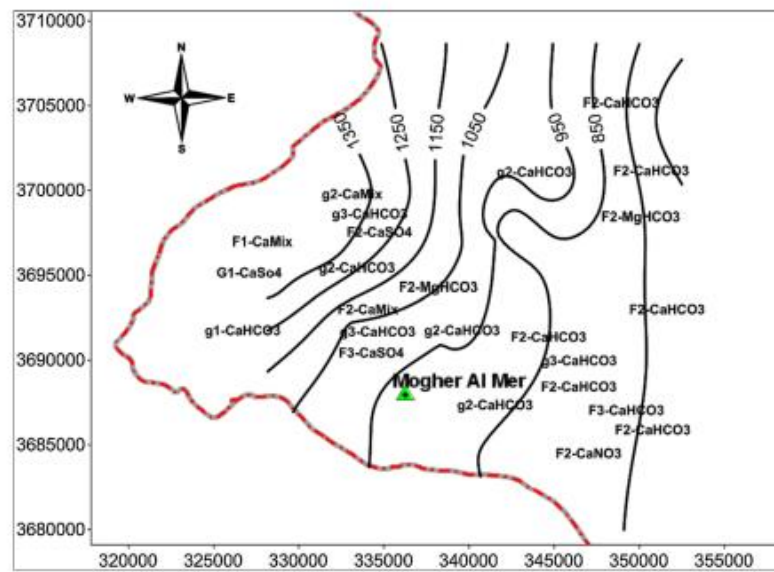 3710000
N
W E
S
3705000
1350
1250
1150
1050
950
850
F2-CaHCO3
g2-CaHCO3
F2-CaHCO3
3700000
g2-CaMix
g3-CaHCO3
F2-MgHCO3
F2-CaSO4
F1-CaMix
3695000
G1-CaSo4
g2-CaHCO3
F2-MgHCO3
F2-CaMix
F2-CaHCO3
g1-CaHCO3
g3-CaHCO3
g2-CaHCO3
F2-CaHCO3
3690000
F3-CaSO4
g3-CaHCO3
Mogher Al Mer
F2-CaHCO3
g2-CaHCO3
F3-CaHCO3
F2-CaHCO3
3685000
F2-CaNO3
3680000
320000 325000 330000 335000 340000 345000 350000 355000